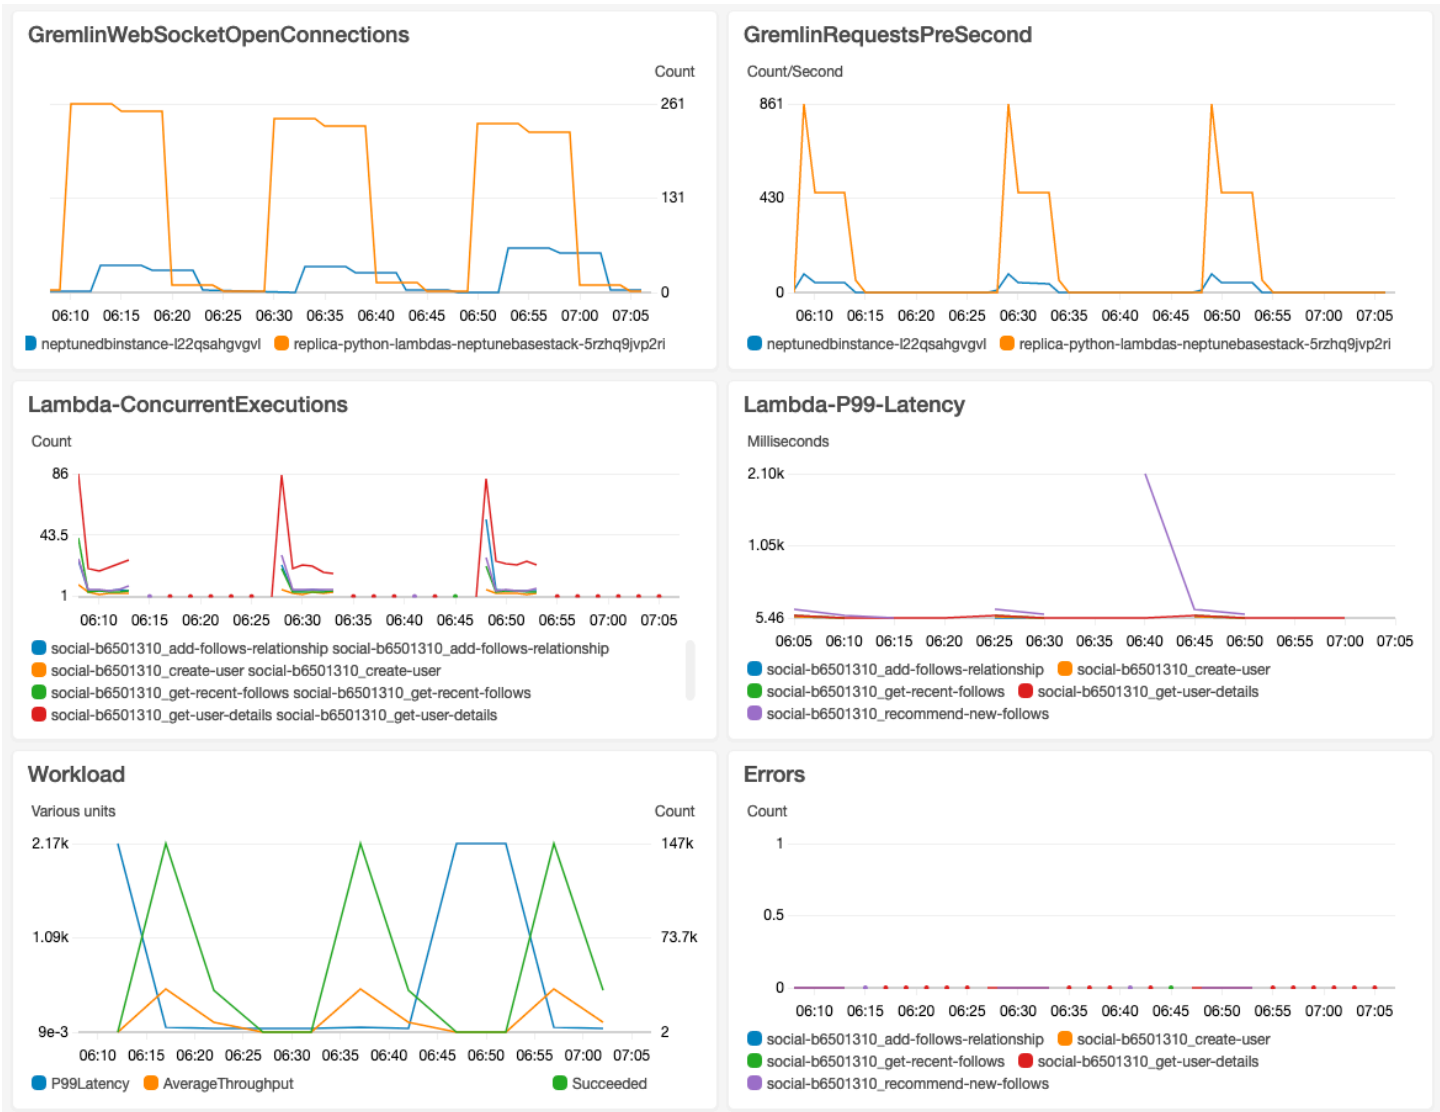 GremlinWebSocketOpenConnections
Count
261
131
0
06:10 06:15 06:20 06:25 06:30 06:35 06:40 06:45 06:50 06:55 07:00 07:05
neptunedbinstance-l22qsahgvgvl replica-python-lambdas-neptunebasestack-5rzhq9jvp2ri
GremlinRequestsPreSecond
Count/Second
861
430
0
06:10 06:15 06:20 06:25 06:30 06:35 06:40 06:45 06:50 06:55 07:00 07:05
neptunedbinstance-l22qsahgvgvl replica-python-lambdas-neptunebasestack-5rzhq9jvp2ri
Lambda-ConcurrentExecutions
Count
86
43.5
1
06:10 06:15 06:20 06:25 06:30 06:35 06:40 06:45 06:50 06:55 07:00 07:05
social-b6501310_add-follows-relationship social-b6501310_add-follows-relationship
social-b6501310_create-user social-b6501310_create-user
social-b6501310_get-recent-follows social-b6501310_get-recent-follows
social-b6501310_get-user-details social-b6501310_get-user-details
Lambda-P99-Latency
Milliseconds
2.10k
1.05k
5.46
06:05 06:10 06:15 06:20 06:25 06:30 06:35 06:40 06:45 06:50 06:55 07:00 07:05
social-b6501310_add-follows-relationship social-b6501310_create-user
social-b6501310_get-recent-follows social-b6501310_get-user-details
social-b6501310_recommend-new-follows
Workload
Various units Count
2.17k 147k
1.09k 73.7k
9e-3 2
06:10 06:15 06:20 06:25 06:30 06:35 06:40 06:45 06:50 06:55 07:00 07:05
P99Latency AverageThroughput Succeeded
Errors
Count
1
0.5
0
06:10 06:15 06:20 06:25 06:30 06:35 06:40 06:45 06:50 06:55 07:00 07:05
social-b6501310_add-follows-relationship social-b6501310_create-user
social-b6501310_get-recent-follows social-b6501310_get-user-details
social-b6501310_recommend-new-follows